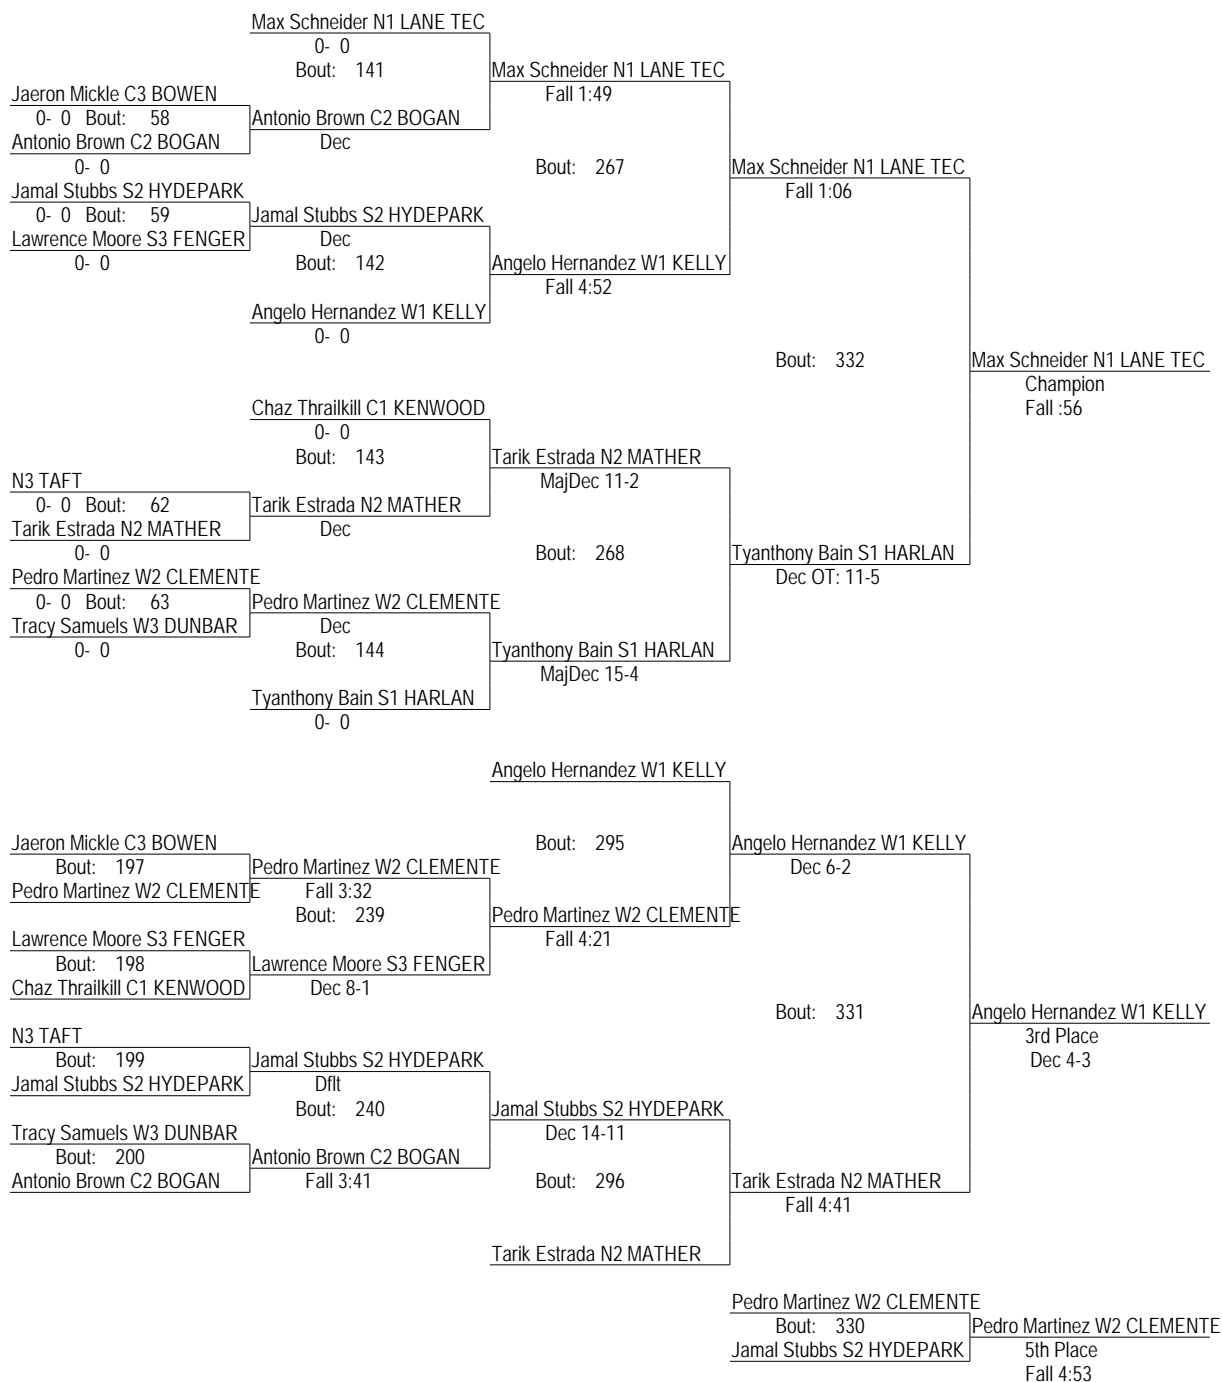 Max Schneider N1 LANE TEC
0- 0
Bout: 141
Max Schneider N1 LANE TEC
Jaeron Mickle C3 BOWEN
Fall 1:49
0- 0 Bout: 58
Antonio Brown C2 BOGAN
Antonio Brown C2 BOGAN
Dec
0- 0
Bout: 267
Max Schneider N1 LANE TEC
Jamal Stubbs S2 HYDEPARK
Fall 1:06
0- 0 Bout: 59
Jamal Stubbs S2 HYDEPARK
Lawrence Moore S3 FENGER
Dec
0- 0
Bout: 142
Angelo Hernandez W1 KELLY
Fall 4:52
Angelo Hernandez W1 KELLY
0- 0
Bout: 332
Max Schneider N1 LANE TEC
Champion
Chaz Thrailkill C1 KENWOOD
Fall :56
0- 0
Bout: 143
Tarik Estrada N2 MATHER
N3 TAFT
MajDec 11-2
0- 0 Bout: 62
Tarik Estrada N2 MATHER
Tarik Estrada N2 MATHER
Dec
0- 0
Bout: 268
Tyanthony Bain S1 HARLAN
Pedro Martinez W2 CLEMENTE
Dec OT: 11-5
0- 0 Bout: 63
Pedro Martinez W2 CLEMENTE
Tracy Samuels W3 DUNBAR
Dec
0- 0
Bout: 144
Tyanthony Bain S1 HARLAN
MajDec 15-4
Tyanthony Bain S1 HARLAN
0- 0
Angelo Hernandez W1 KELLY
Jaeron Mickle C3 BOWEN
Bout: 295
Angelo Hernandez W1 KELLY
Bout: 197
Pedro Martinez W2 CLEMENTE
Dec 6-2
Pedro Martinez W2 CLEMENTE
Fall 3:32
Bout: 239
Pedro Martinez W2 CLEMENTE
Lawrence Moore S3 FENGER
Fall 4:21
Bout: 198
Lawrence Moore S3 FENGER
Chaz Thrailkill C1 KENWOOD
Dec 8-1
Bout: 331
Angelo Hernandez W1 KELLY
N3 TAFT
3rd Place
Bout: 199
Jamal Stubbs S2 HYDEPARK
Dec 4-3
Jamal Stubbs S2 HYDEPARK
Dflt
Bout: 240
Jamal Stubbs S2 HYDEPARK
Tracy Samuels W3 DUNBAR
Dec 14-11
Bout: 200
Antonio Brown C2 BOGAN
Antonio Brown C2 BOGAN
Fall 3:41
Bout: 296
Tarik Estrada N2 MATHER
Fall 4:41
Tarik Estrada N2 MATHER
Pedro Martinez W2 CLEMENTE
Bout: 330
Pedro Martinez W2 CLEMENTE
Jamal Stubbs S2 HYDEPARK
5th Place
Fall 4:53